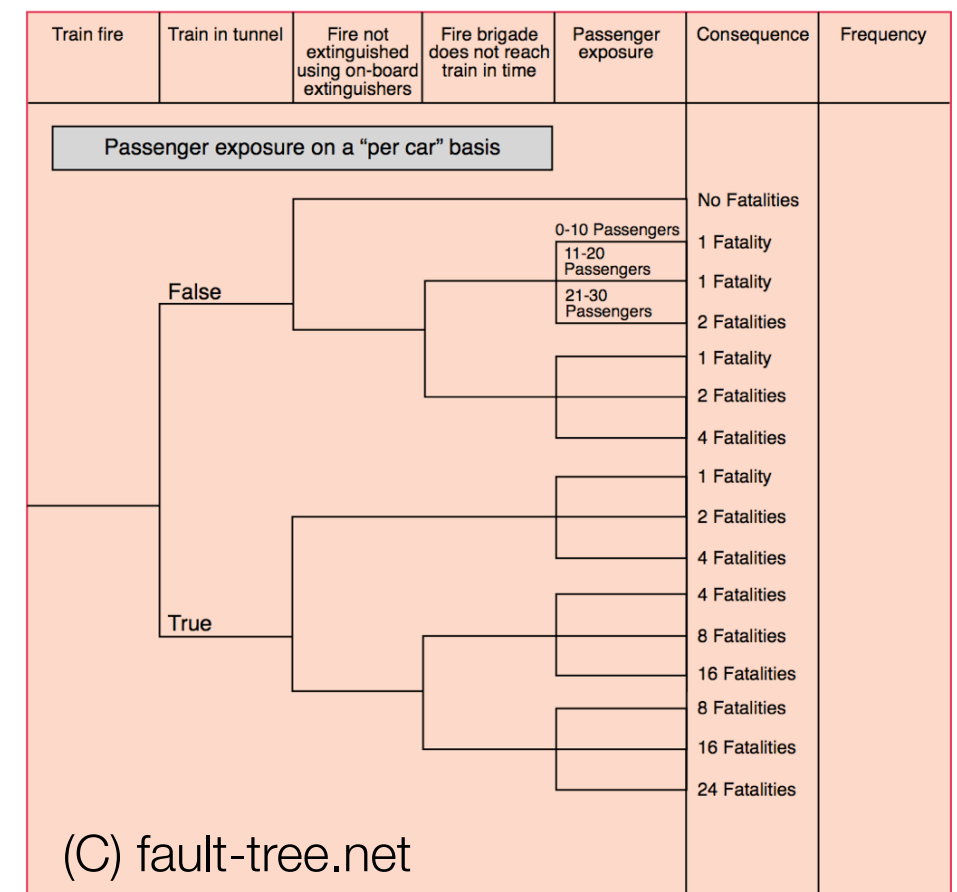 Train fire
Train in tunnel
Fire not
extinguished
using on-board
extinguishers
Fire brigade
does not reach
train in time
Passenger
exposure
Consequence
Frequency
Passenger exposure on a “per car” basis
No Fatalities
0-10 Passengers
1 Fatality
11-20
Passengers
1 Fatality
False
21-30
Passengers
2 Fatalities
1 Fatality
2 Fatalities
4 Fatalities
1 Fatality
2 Fatalities
4 Fatalities
4 Fatalities
True
8 Fatalities
16 Fatalities
8 Fatalities
16 Fatalities
24 Fatalities
(C) fault-tree.net